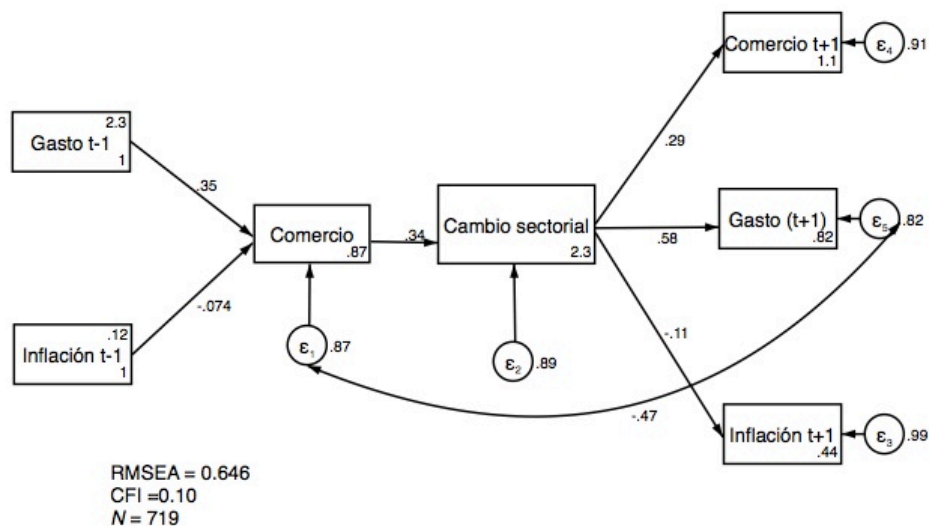 Comercio t+1
1.1
ε4
.91
2.3
Gasto t-1
1
.29
.35
Comercio
.87
.34
Cambio sectorial
2.3
.58
Gasto (t+1)
.82
ε5
.82
-.074
.12
Inflación t-1
1
ε1
.87
ε2
.89
-.11
-.47
Inflación t+1
.44
ε3
.99
RMSEA = 0.646
CFI =0.10
N = 719